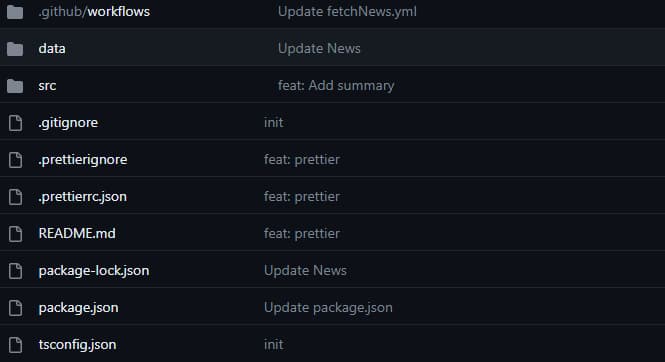 .github/workflows Update fetchNews.yml
data Update News
src feat: Add summary
.gitignore init
.prettierignore feat: prettier
.prettierrc.json feat: prettier
README.md feat: prettier
package-lock.json Update News
package.json Update package.json
tsconfig.json init